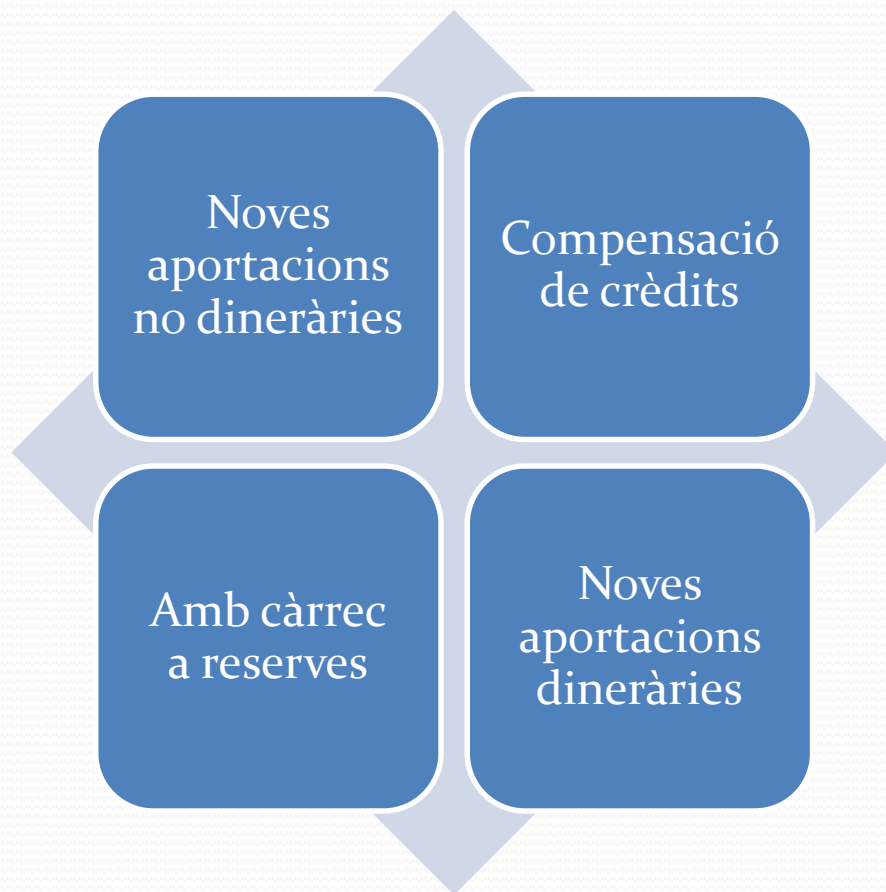 Noves
aportacions
no dineràries
Compensació
de crèdits
Amb càrrec
a reserves
Noves
aportacions
dineràries